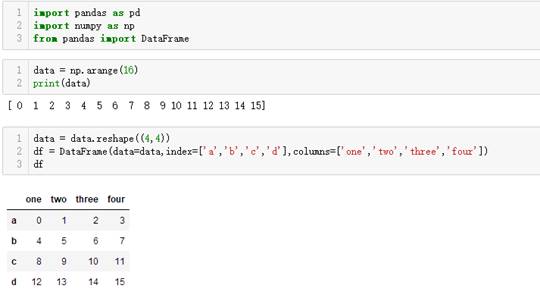 1 import pandas as pd
2 import numpy as np
3 from pandas import DataFrame
1 data = np.arange(16)
2 print(data)
[ 0 1 2 3 4 5 6 7 8 9 10 11 12 13 14 15]
1 data = data.reshape((4,4))
2 df = DataFrame(data=data,index=['a','b','c','d'],columns=['one','two','three','four'])
3 df
one two three four
a 0 1 2 3
b 4 5 6 7
c 8 9 10 11
d 12 13 14 15